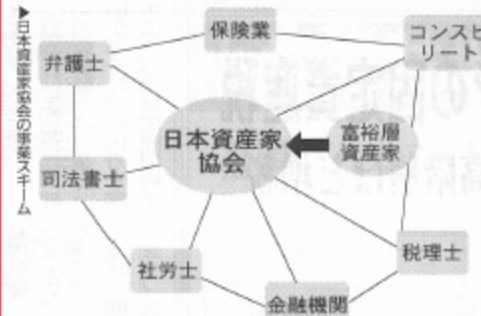 ▶日本資産家協会の事業スキーム
保険業
コンスピ
リート
弁護士
日本資産家
協会
富裕層
資産家
司法書士
税理士
社労士
金融機関